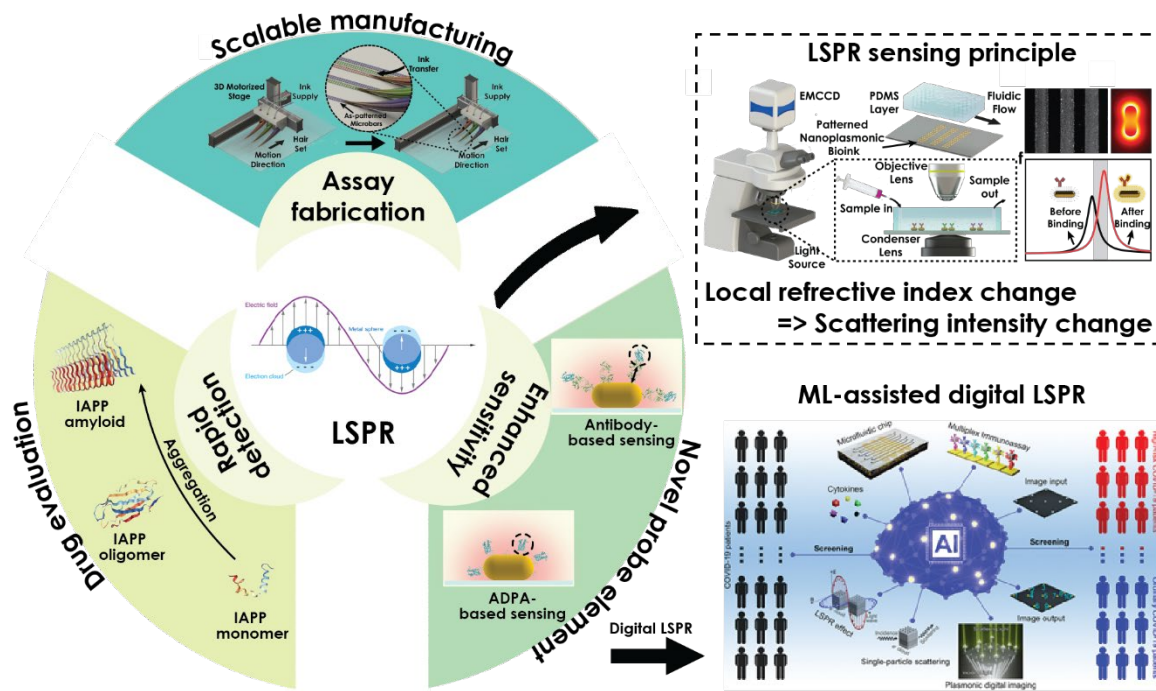 Scalable manufacturing
3D Motorized
Stage
Ink
Supply
Ink
Transfer
As-patterned
Microbars
Ink
Supply
Motion
Direction
Hair
Set
Motion
Direction
Hair
Set
Assay
fabrication
Electric field
Metal sphere
Electron cloud
LSPR
Rapid
detection
Enhanced
sensitivity
Drug evaluation
IAPP
amyloid
Aggregation
IAPP
oligomer
IAPP
monomer
Novel probe element
Antibody-
based sensing
ADPA-
based sensing
Digital LSPR
LSPR sensing principle
EMCCD
PDMS
Layer
Fluidic
Flow
Patterned
Nanoplasmonic
Bioink
f
Objective
Lens
Sample in
Sample
out
Condenser
Lens
Light
Source
Before
Binding
After
Binding
Local refrective index change
=> Scattering intensity change
ML-assisted digital LSPR
Microfluidic chip
Multiplex Immunoassay
Cytokines
Image input
COVID-19 patients
Screening
AI
Screening
LSPR effect
Image output
Single-particle scattering
Plasmonic digital imaging